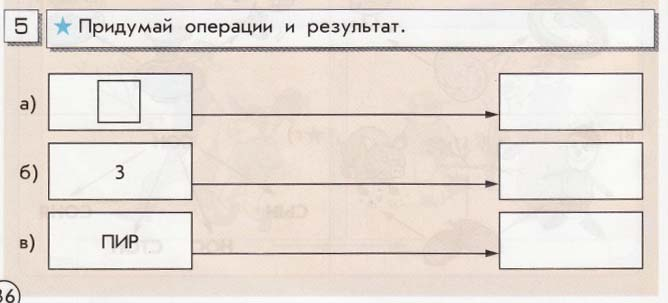 5 ★ Придумай операции и результат.
а)
б) 3
в) ПИР
36